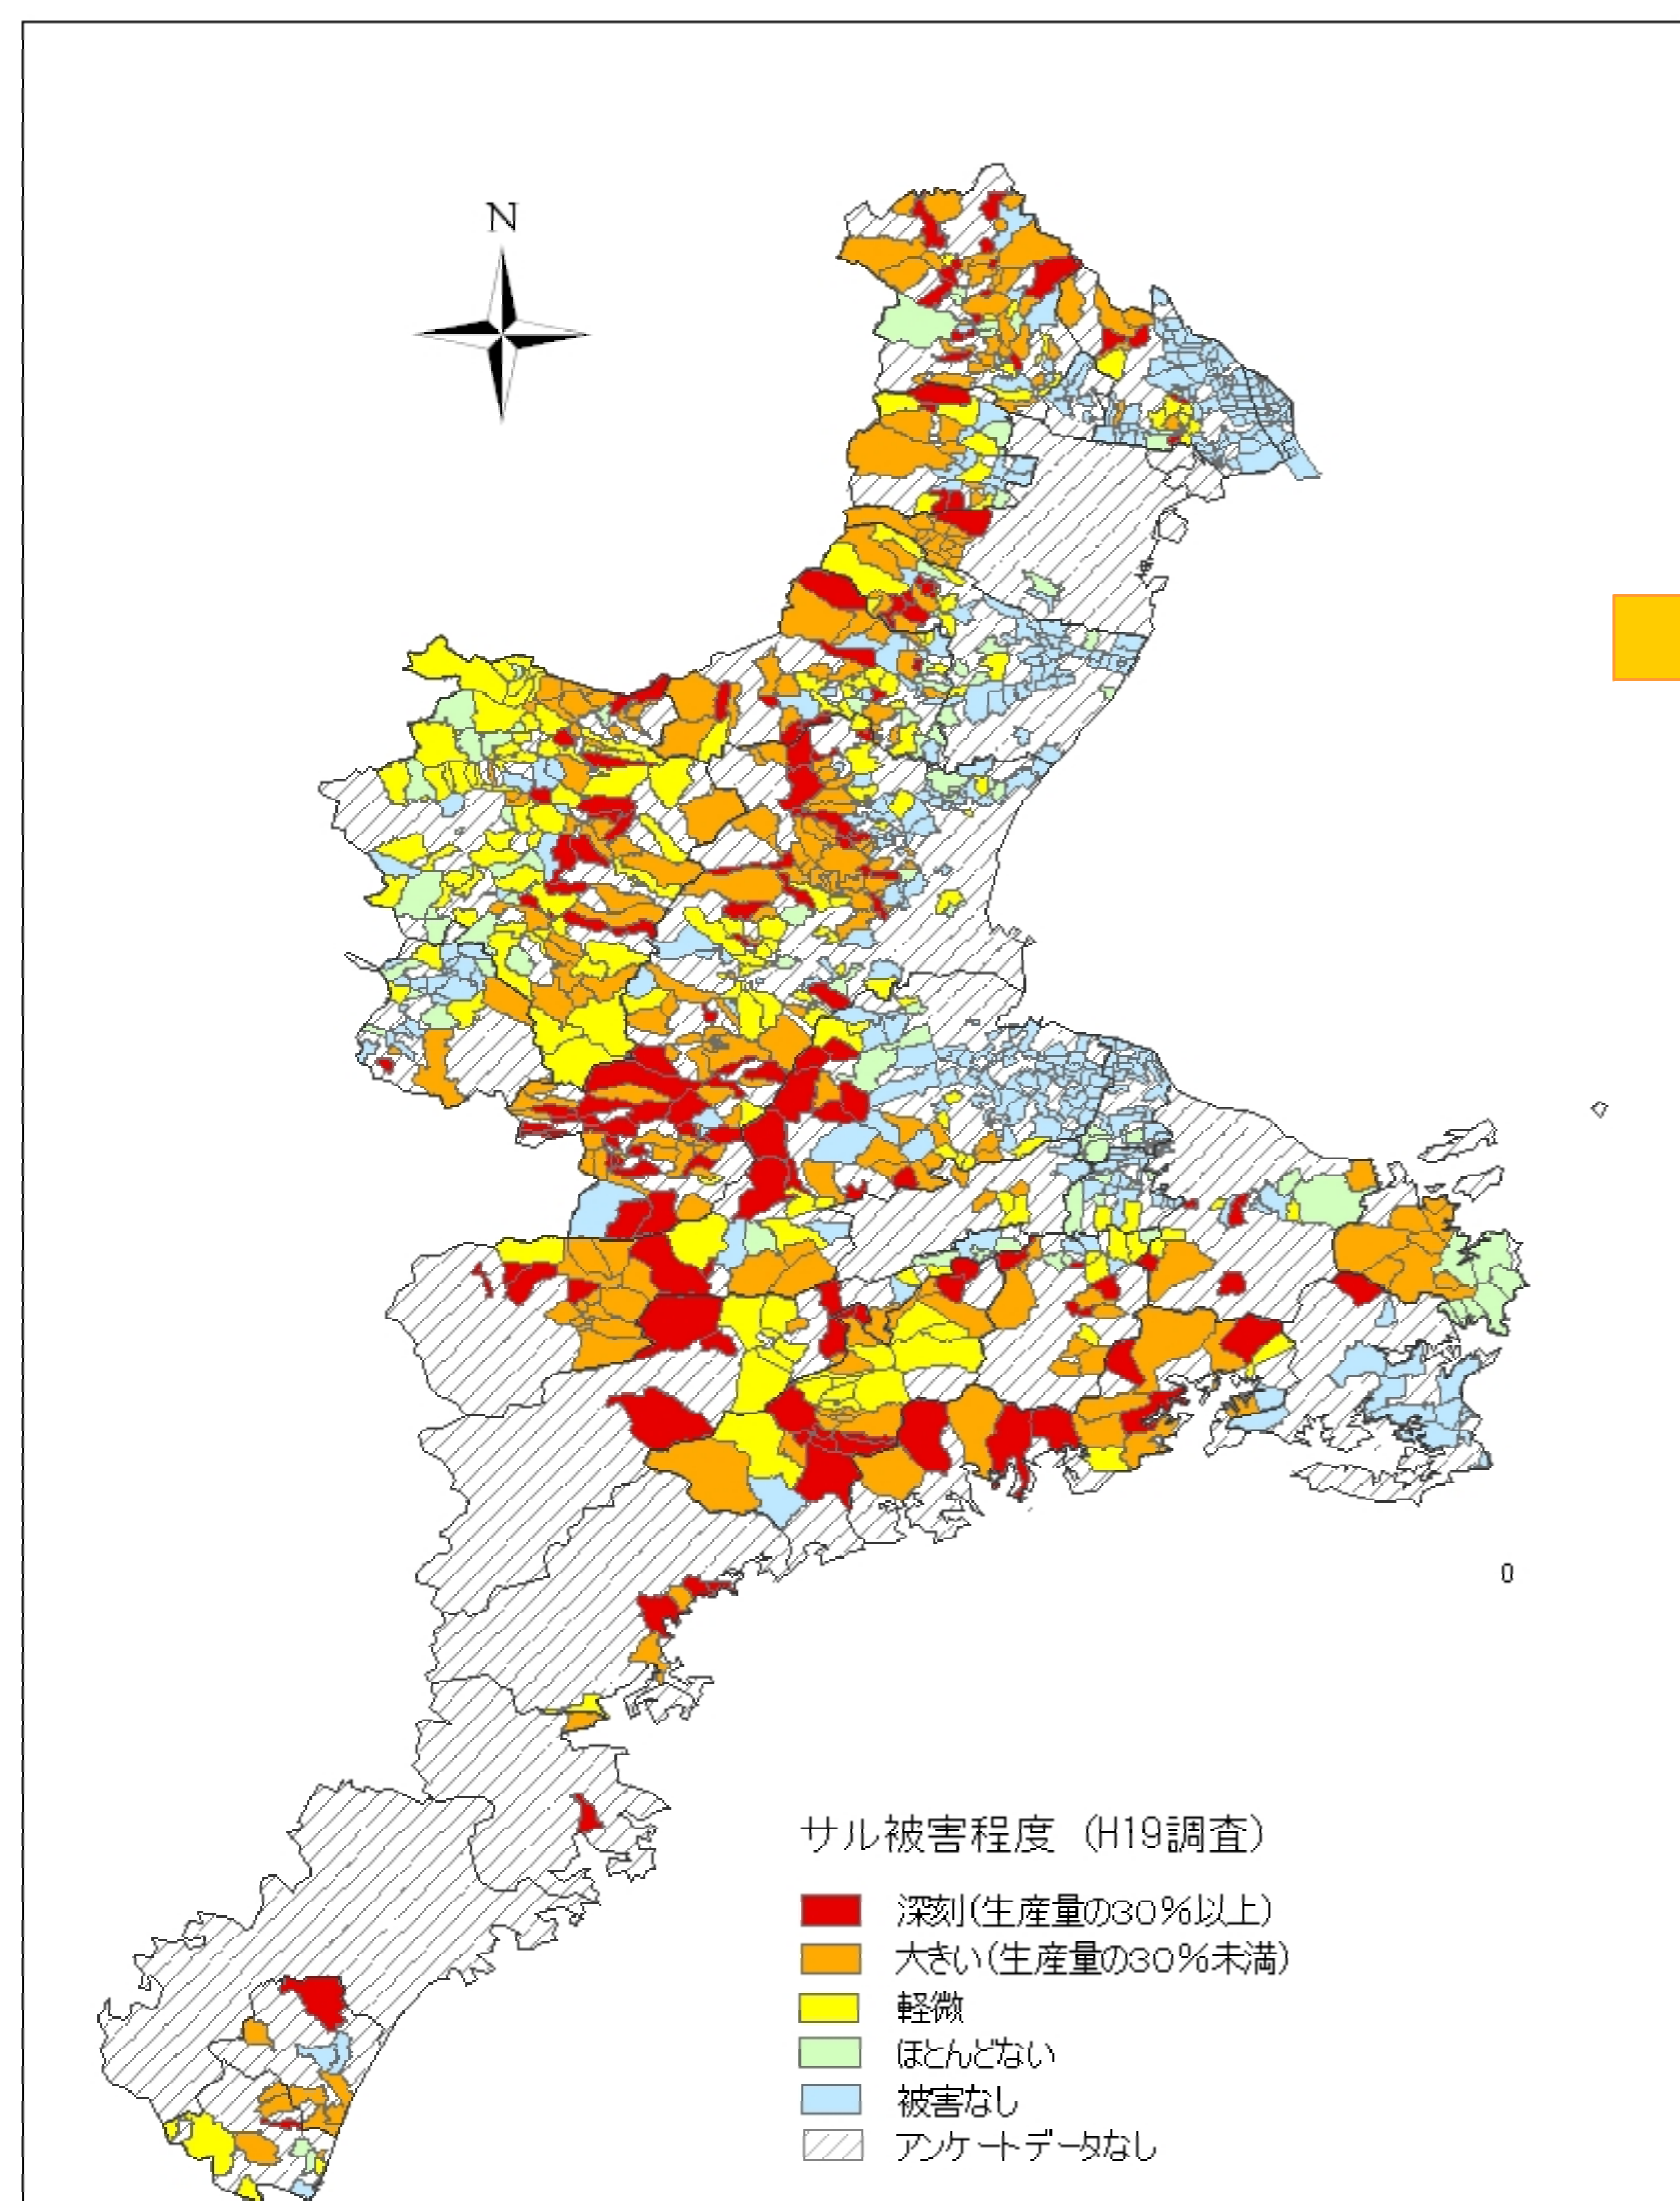 N
0
サル被害程度（H19調査）
深刻（生産量の30％以上）
大きい（生産量の30％未満）
軽微
ほとんどない
被害なし
アンケートデータなし